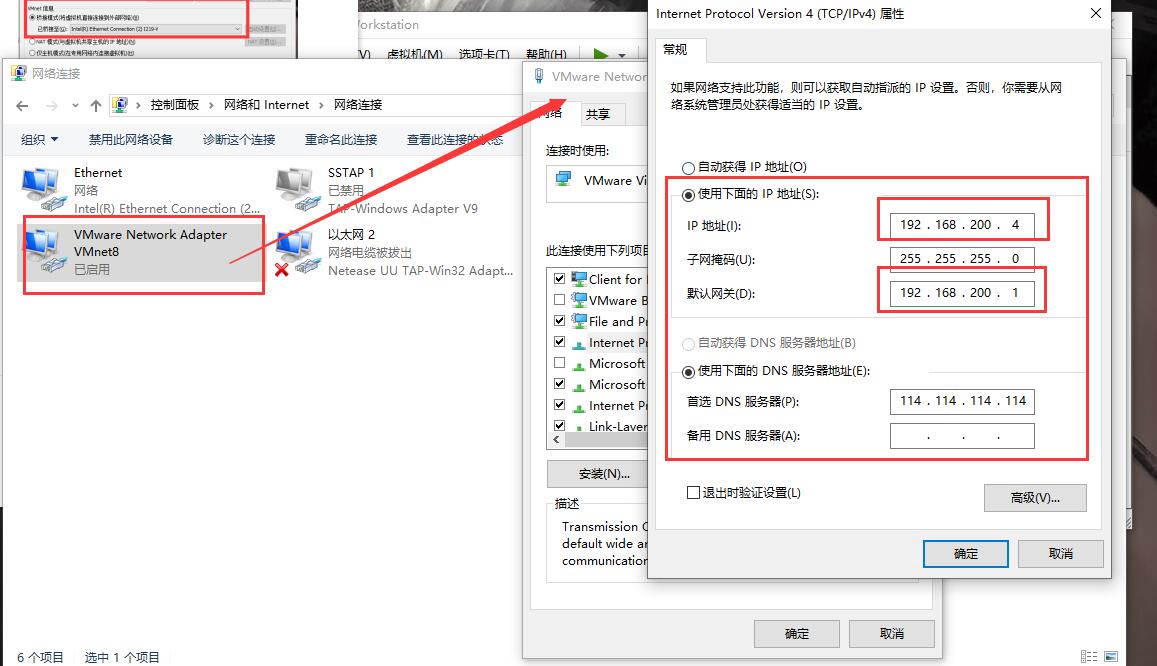 VMnet 信息
桥接模式(将虚拟机直接连接到外部网络)(B)
已桥接至(G): Intel(R) Ethernet Connection (2) I219-V
自动设置(U)...
NAT 模式(与虚拟机共享主机的 IP 地址)(N)
NAT 设置(S)...
仅主机模式(在专用网络内连接虚拟机)(H)
orkstation
(V) 虚拟机(M) 选项卡(T) 帮助(H)
网络连接
控制面板 > 网络和 Internet > 网络连接
组织 禁用此网络设备 诊断这个连接 重命名此连接 查看此连接的状态
Ethernet
网络
Intel(R) Ethernet Connection (2...
SSTAP 1
已禁用
TAP-Windows Adapter V9
VMware Network Adapter
VMnet8
已启用
以太网 2
网络电缆被拔出
Netease UU TAP-Win32 Adapt...
6 个项目 选中 1 个项目
VMware Networ
网络 共享
连接时使用:
VMware Vi
此连接使用下列项目
Client for
VMware B
File and Pr
Internet Pr
Microsoft
Microsoft
Internet Pr
Link-Layer
安装(N)...
描述
Transmission C
default wide ar
communication
确定 取消
Internet Protocol Version 4 (TCP/IPv4) 属性
常规
如果网络支持此功能，则可以获取自动指派的 IP 设置。否则，你需要从网
络系统管理员处获得适当的 IP 设置。
自动获得 IP 地址(O)
使用下面的 IP 地址(S):
IP 地址(I): 192 . 168 . 200 . 4
子网掩码(U): 255 . 255 . 255 . 0
默认网关(D): 192 . 168 . 200 . 1
自动获得 DNS 服务器地址(B)
使用下面的 DNS 服务器地址(E):
首选 DNS 服务器(P): 114 . 114 . 114 . 114
备用 DNS 服务器(A): . . .
退出时验证设置(L)
高级(V)...
确定 取消